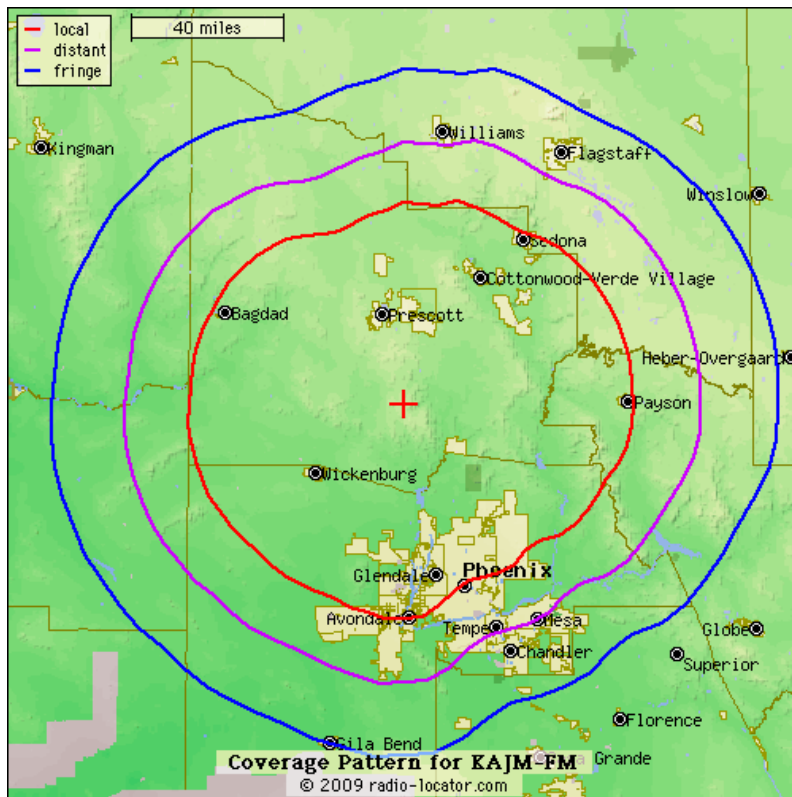 local
distant
fringe
40 miles
Williams
Kingman
Flagstaff
Winslow
Sedona
Cottonwood-Verde Village
Bagdad
Prescott
Heber-Overgaard
Payson
Wickenburg
Phoenix
Glendale
Avondale
Tempe
Mesa
Globe
Chandler
Superior
Florence
Gila Bend
Grande
Coverage Pattern for KAJM-FM
© 2009 radio-locator.com